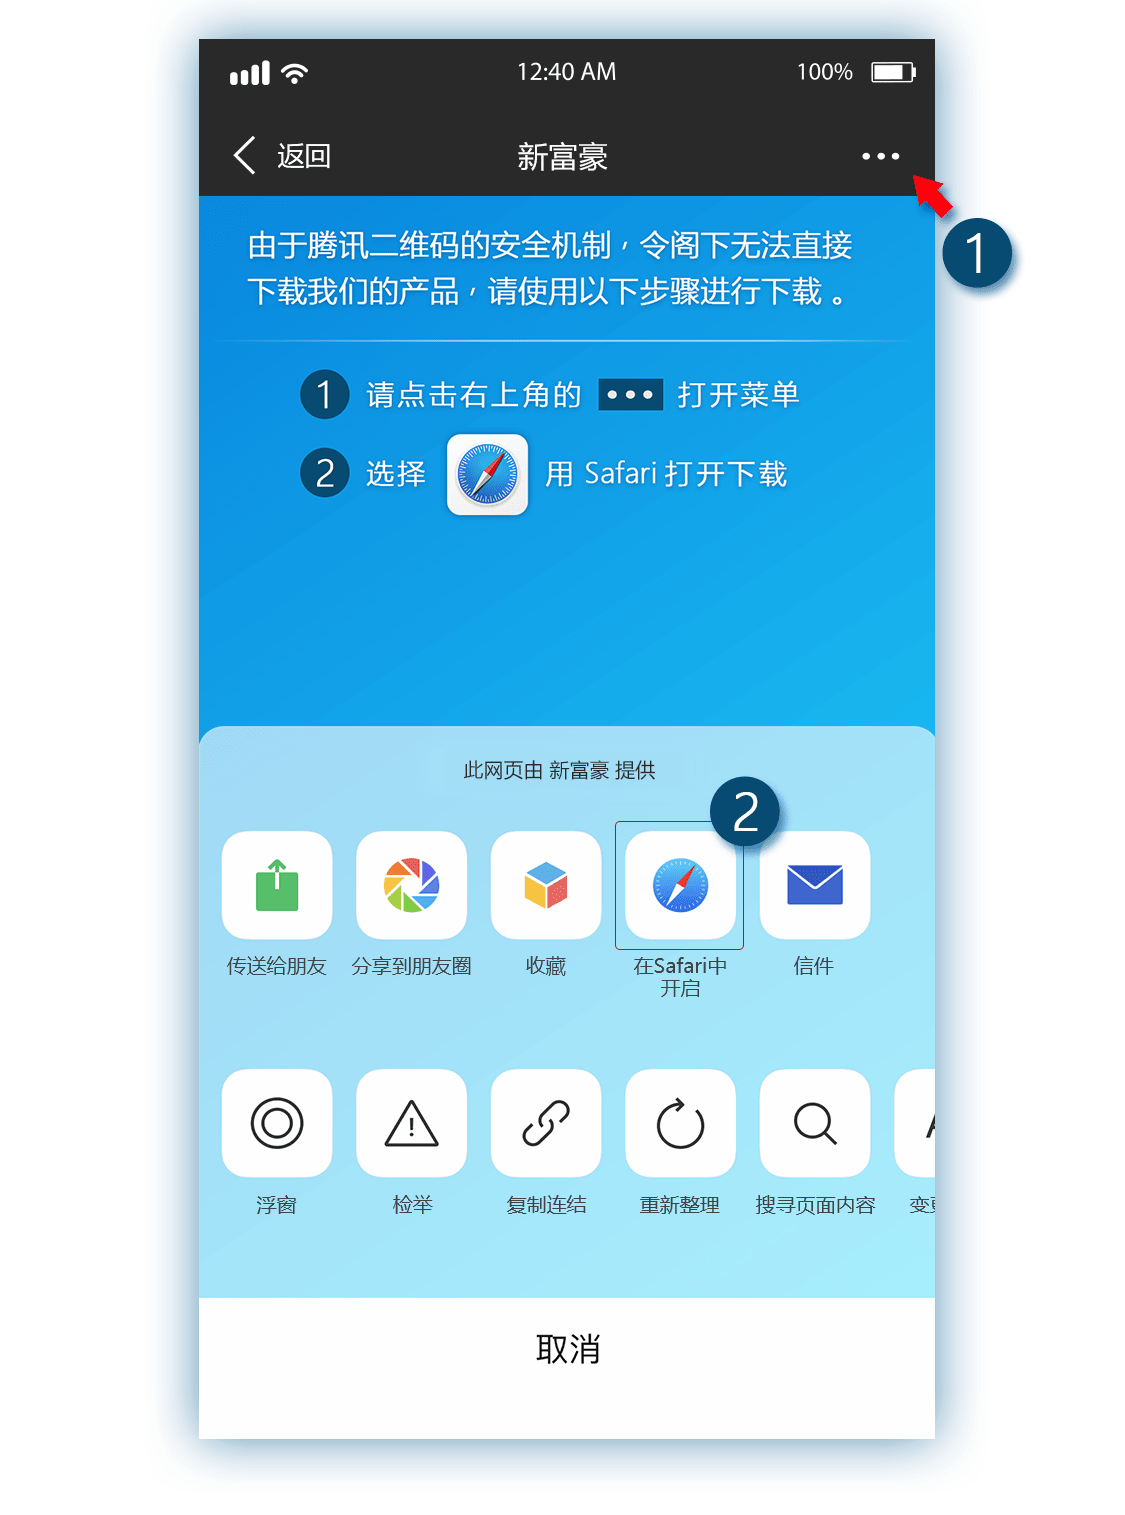 12:40 AM 100%
返回 新富豪
1
由于腾讯二维码的安全机制，令阁下无法直接
下载我们的产品，请使用以下步骤进行下载。
1 请点击右上角的 ••• 打开菜单
2 选择 用 Safari 打开下载
此网页由 新富豪 提供
2
传送给朋友 分享到朋友圈 收藏 在Safari中 信件
开启
浮窗 检举 复制连结 重新整理 搜寻页面内容 变
取消